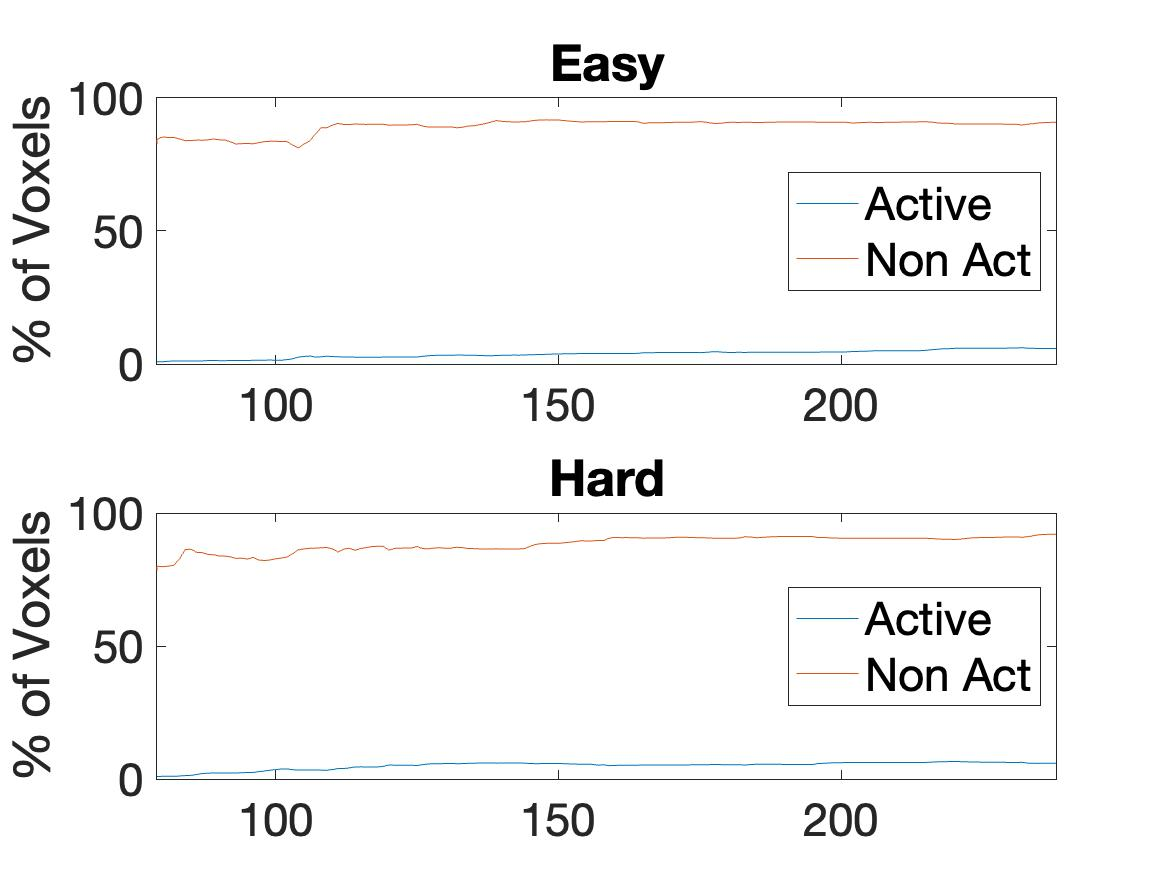 Easy
% of Voxels
100
50
0
Active
Non Act
100 150 200
Hard
% of Voxels
100
50
0
Active
Non Act
100 150 200